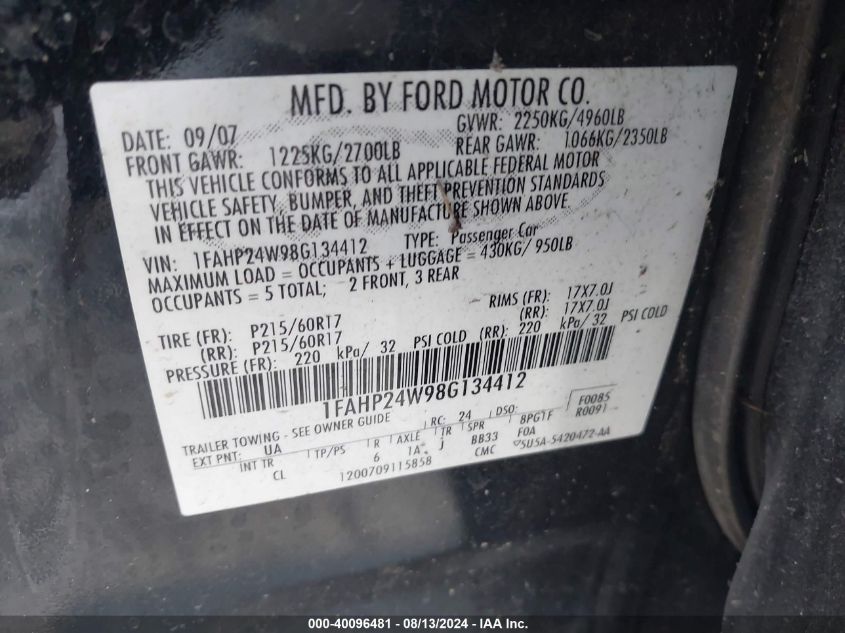 MFD. BY FORD MOTOR CO.
DATE: 09/07 GVWR: 2250KG/4960LB
FRONT GAWR: 1225KG/2700LB REAR GAWR: 1066KG/2350LB
THIS VEHICLE CONFORMS TO ALL APPLICABLE FEDERAL MOTOR
VEHICLE SAFETY, BUMPER, AND THEFT PREVENTION STANDARDS
IN EFFECT ON THE DATE OF MANUFACTURE SHOWN ABOVE.
VIN: 1FAHP24W98G134412 TYPE: Passenger Car
MAXIMUM LOAD = OCCUPANTS + LUGGAGE = 430KG/ 950LB
OCCUPANTS = 5 TOTAL; 2 FRONT, 3 REAR
TIRE (FR): P215/60R17 RIMS (FR): 17X7.0J
(RR): P215/60R17 (RR): 17X7.0J
PRESSURE (FR): 220 kPa/ 32 PSI COLD (RR): 220 kPa/ 32 PSI COLD
1FAHP24W98G134412
TRAILER TOWING - SEE OWNER GUIDE RC: 24 DSO: F0085
EXT PNT: UA TP/PS R AXLE TR SPR BPGTF R0091
INT TR CL 6 1A j BB33 F0A
1200709115858 CMC 5U5A-5420472-AA
000-40096481 - 08/13/2024 - IAA Inc.